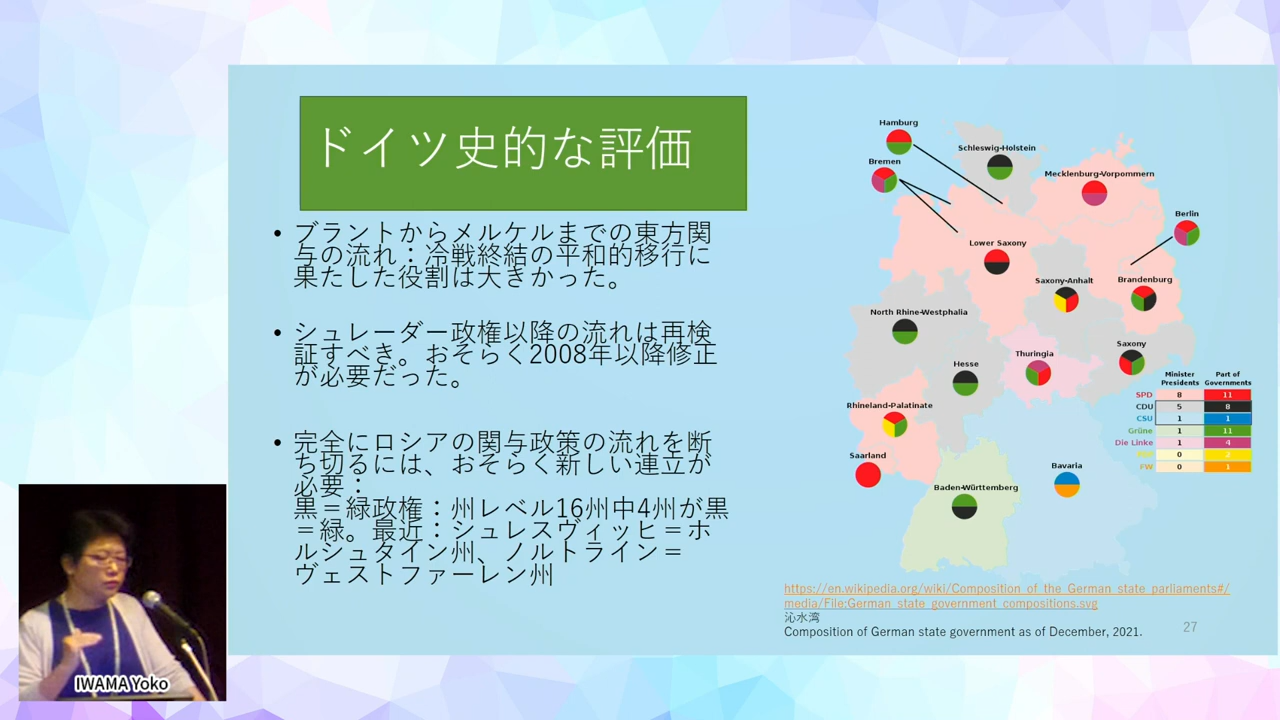 ドイツ史的な評価
• ブラントからメルケルまでの東方関
与の流れ：冷戦終結の平和的移行に
果たした役割は大きかった。
• シュレーダー政権以降の流れは再検
証すべき。おそらく2008年以降修正
が必要だった。
• 完全にロシアの関与政策の流れを断
ち切るには、おそらく新しい連立が
必要：
黒＝緑政権：州レベル16州中4州が黒
＝緑。最近：シュレスヴィッヒ＝ホ
ルシュタイン州、ノルトライン＝
ヴェストファーレン州
Hamburg
Schleswig-Holstein
Bremen
Mecklenburg-Vorpommern
Berlin
Lower Saxony
Saxony-Anhalt
Brandenburg
North Rhine-Westphalia
Saxony
Thuringia
Hesse
Rhineland-Palatinate
Saarland
Baden-Württemberg
Bavaria
Minister Part of
Presidents Governments
SPD 8 11
CDU 5 8
CSU 1 1
Grüne 1 11
Die Linke 1 4
0 2
FW 0 1
https://en.wikipedia.org/wiki/Composition_of_the_German_state_parliaments#/
media/File:German_state_government_compositions.svg
沁水湾
Composition of German state government as of December, 2021.
27
IWAMA Yoko